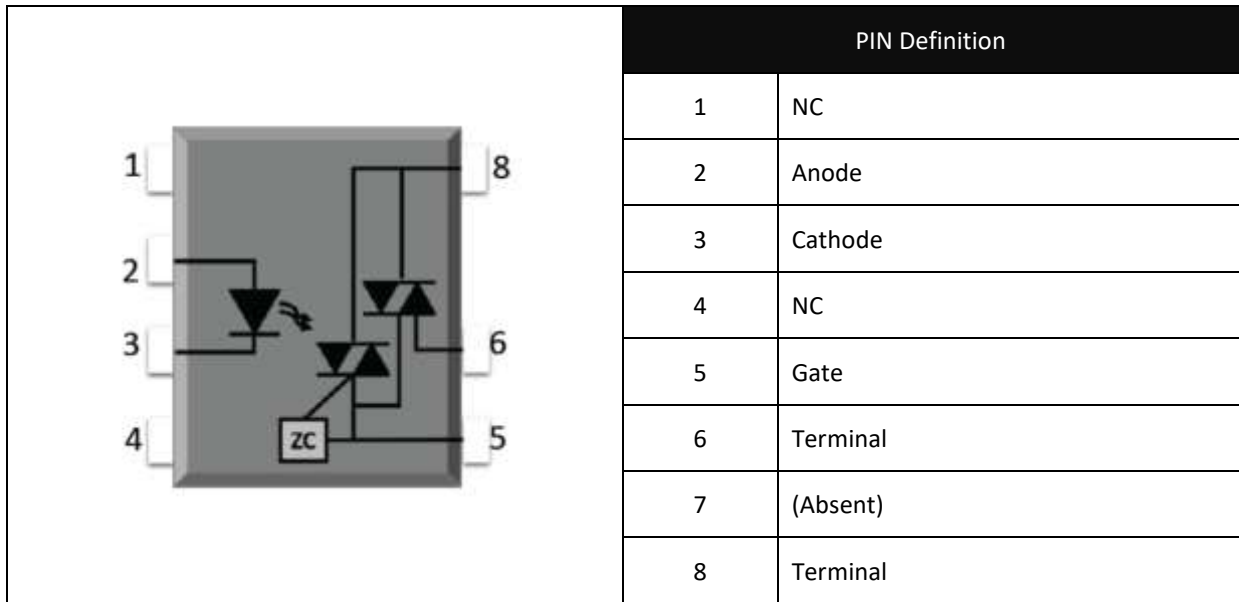 PIN Definition
1 NC
2 Anode
3 Cathode
4 NC
5 Gate
6 Terminal
7 (Absent)
8 Terminal
1
8
2
3
6
4
ZC
5